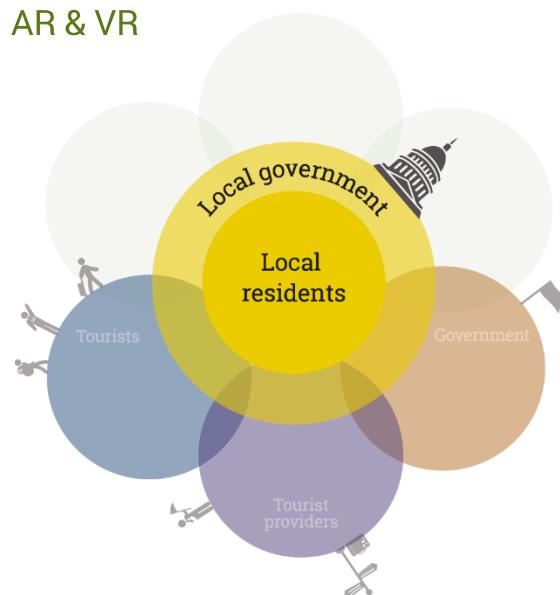 AR & VR
Local government
Local
residents
Tourists
Government
Tourist
providers